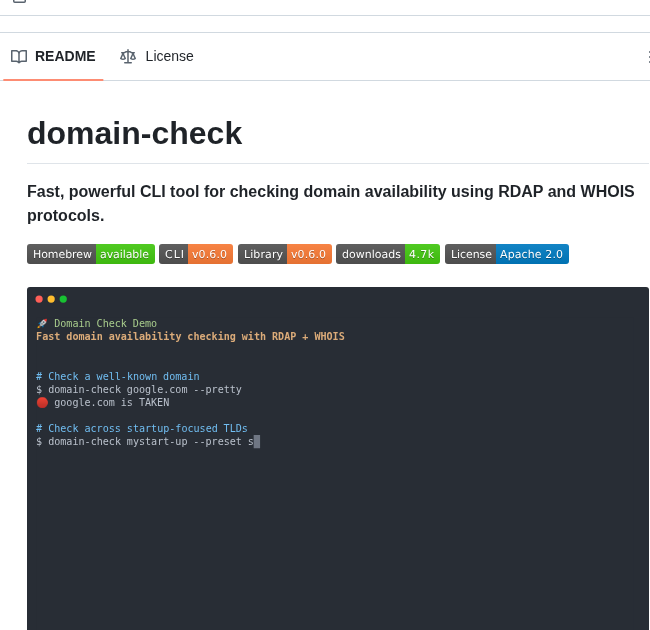 README License
domain-check
Fast, powerful CLI tool for checking domain availability using RDAP and WHOIS
protocols.
Homebrew available CLI v0.6.0 Library v0.6.0 downloads 4.7k License Apache 2.0
🚀 Domain Check Demo
Fast domain availability checking with RDAP + WHOIS
# Check a well-known domain
$ domain-check google.com --pretty
🔴 google.com is TAKEN
# Check across startup-focused TLDs
$ domain-check mystart-up --preset s